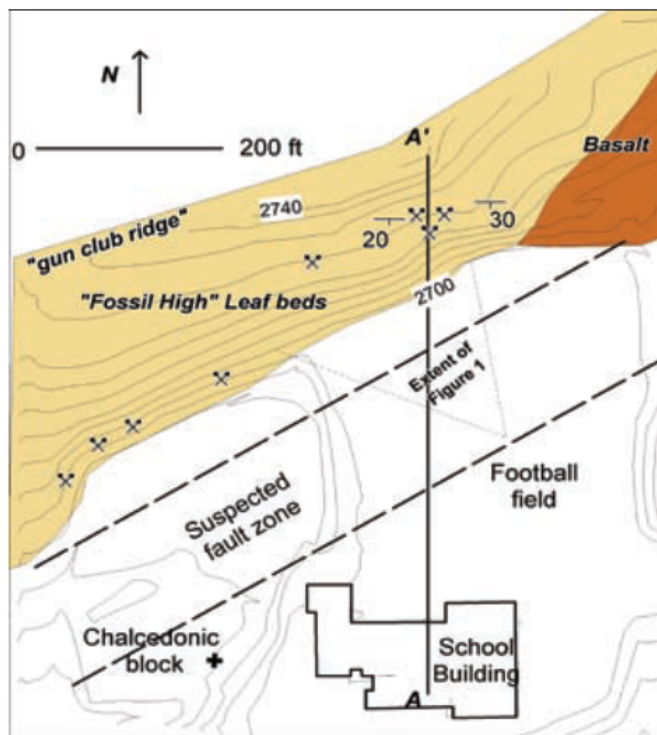 N
0 200 ft
A'
Basalt
2740
"gun club ridge"
20
30
"Fossil High" Leaf beds
2700
Extent of
Figure 1
Football
field
Suspected
fault zone
Chalcedonic
block
School
Building
A